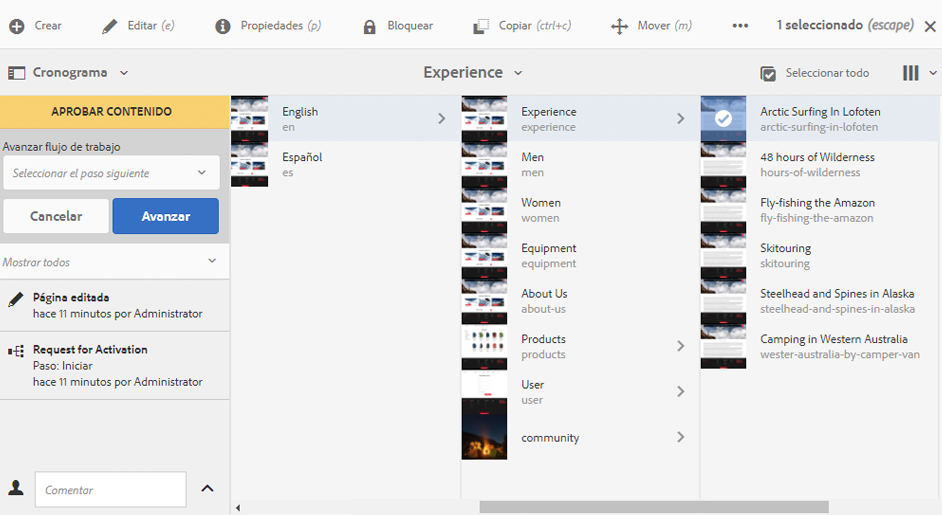 Crear
Editar (e)
Propiedades (p)
Bloquear
Copiar (ctrl+c)
Mover (m)
1 seleccionado (escape)
Cronograma
Experience
Seleccionar todo
APROBAR CONTENIDO
Avanzar flujo de trabajo
Seleccionar el paso siguiente
Cancelar
Avanzar
Mostrar todos
Página editada
hace 11 minutos por Administrator
Request for Activation
Paso: Iniciar
hace 11 minutos por Administrator
Comentar
English
en
Español
es
Experience
experience
Men
men
Women
women
Equipment
equipment
About Us
about-us
Products
products
User
user
community
Arctic Surfing In Lofoten
arctic-surfing-in-lofoten
48 hours of Wilderness
hours-of-wilderness
Fly-fishing the Amazon
fly-fishing-the-amazon
Skitouring
skitouring
Steelhead and Spines in Alaska
steelhead-and-spines-in-alaska
Camping in Western Australia
wester-australia-by-camper-van